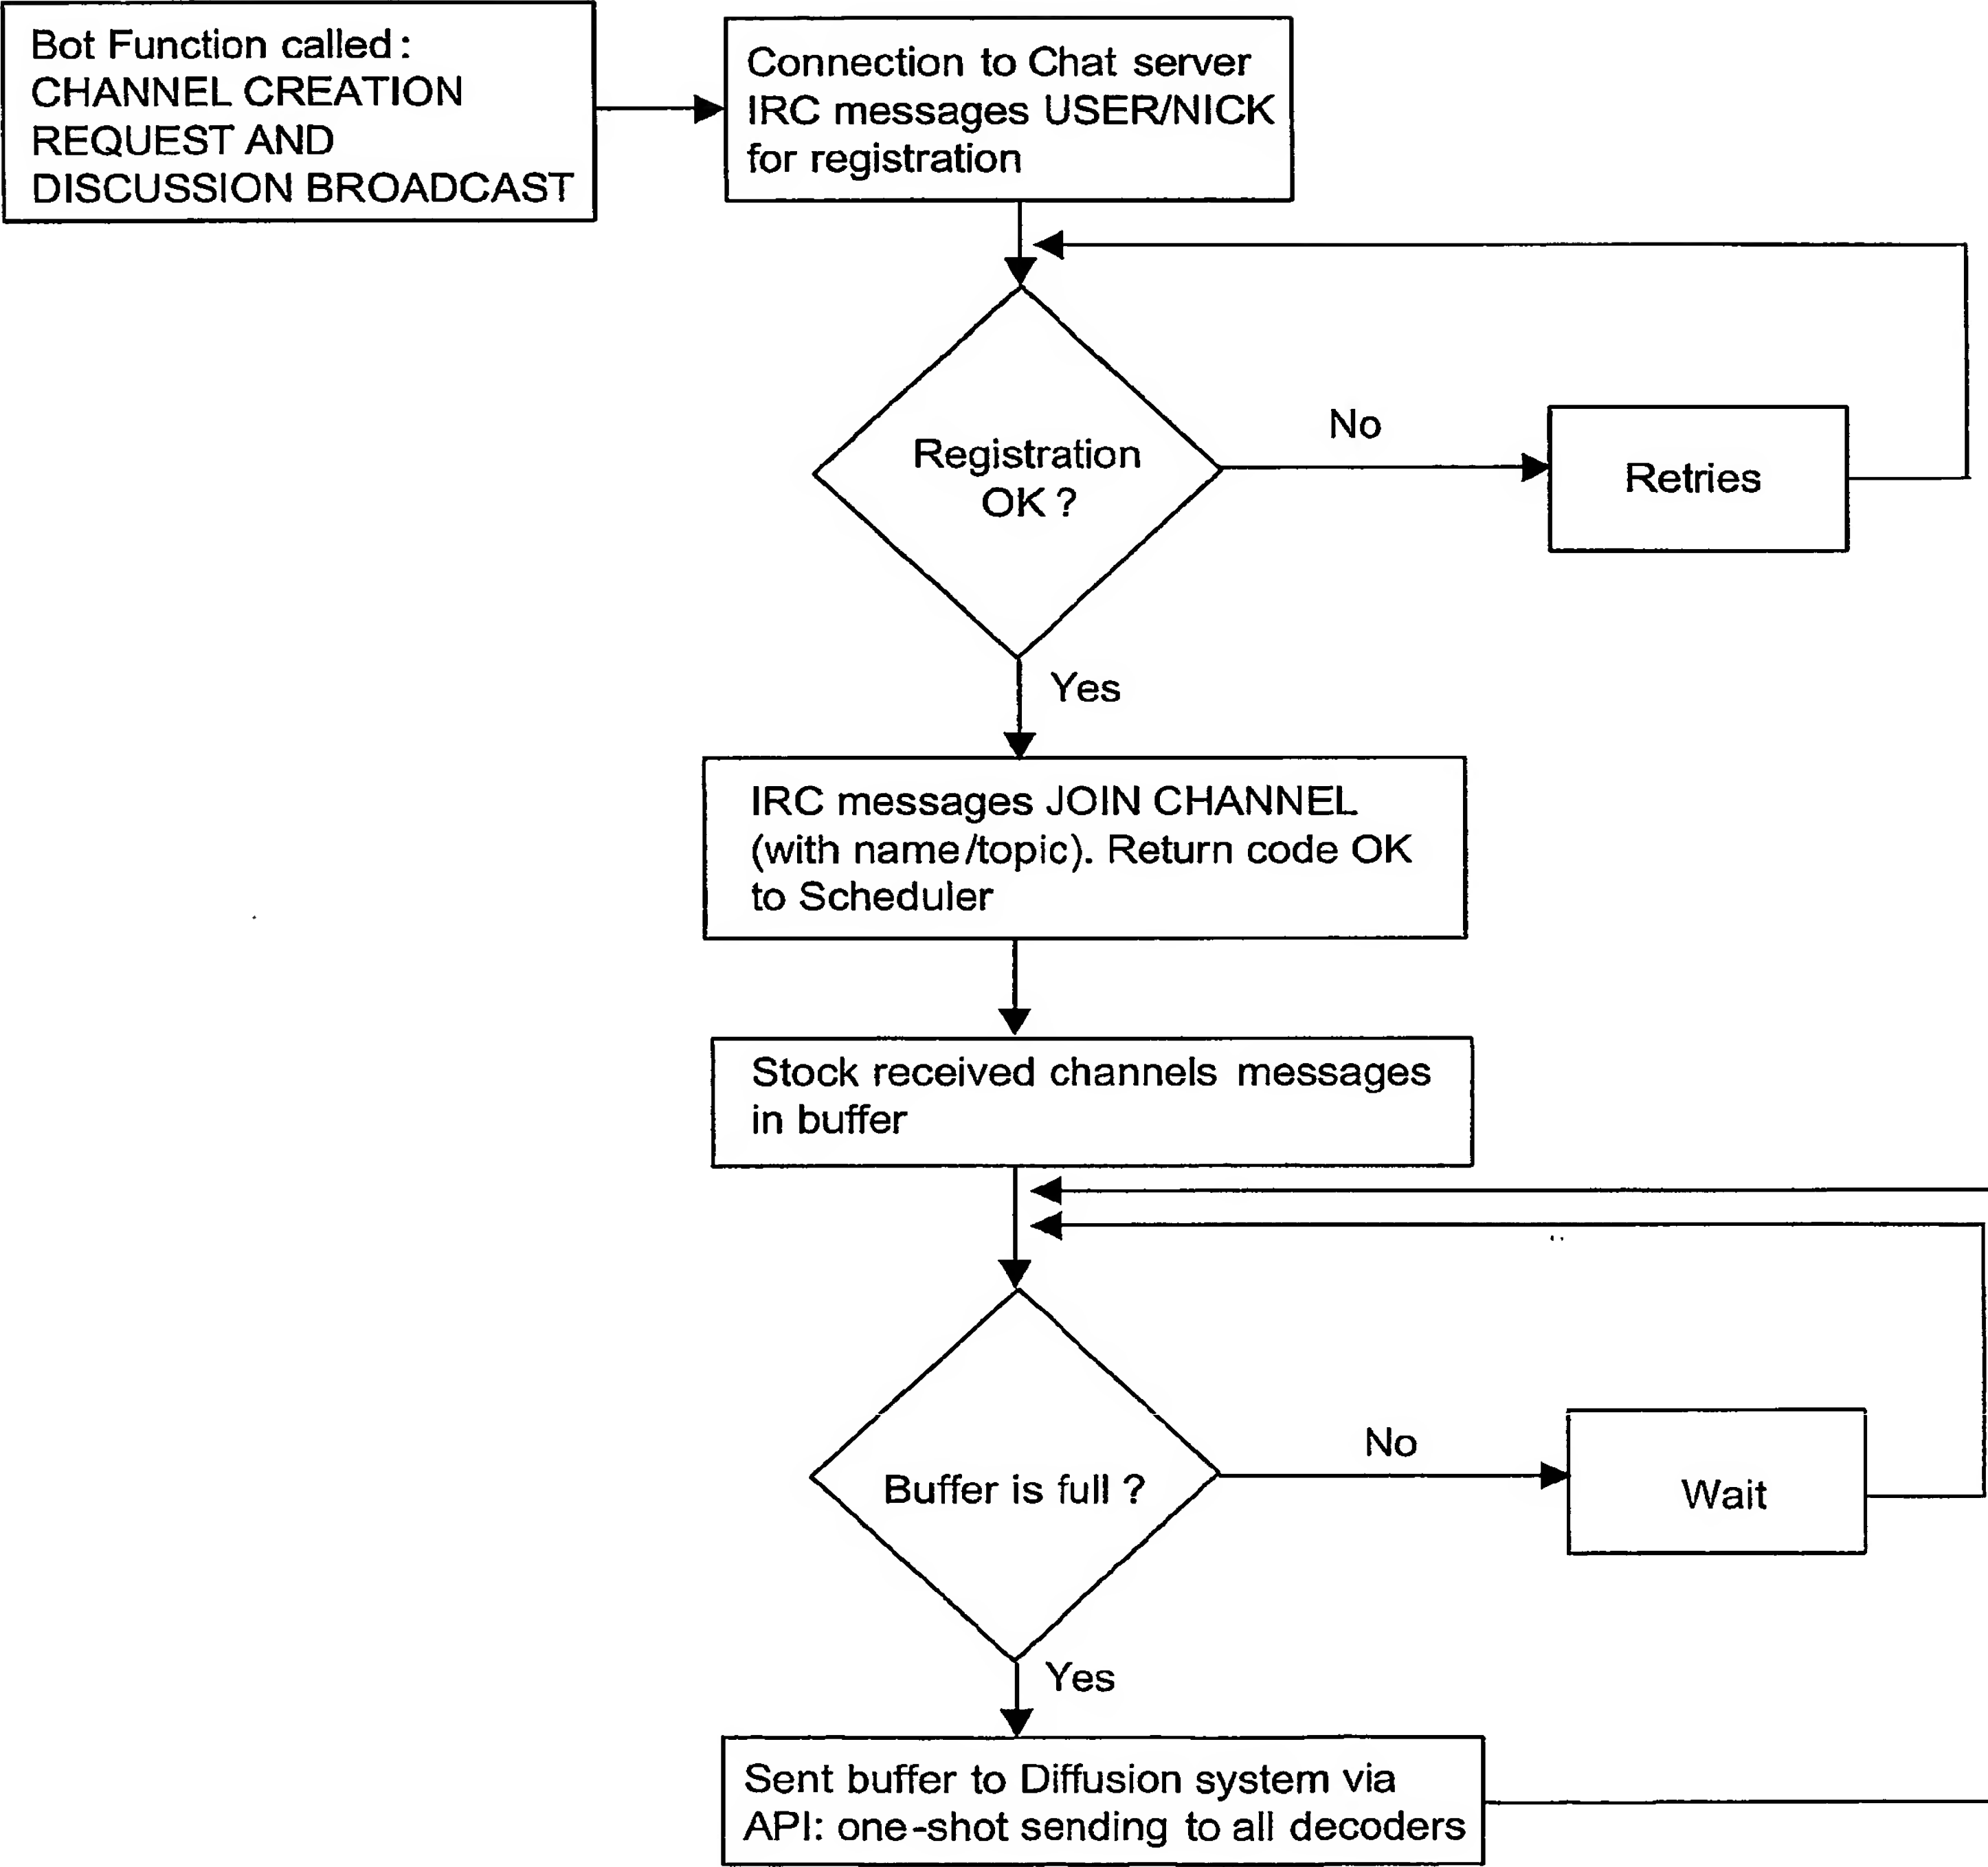 Bot Function called :
CHANNEL CREATION
REQUEST AND
DISCUSSION BROADCAST
Connection to Chat server
IRC messages USER/NICK
for registration
Registration
OK ?
No
Retries
Yes
IRC messages JOIN CHANNEL
(with name/topic). Return code OK
to Scheduler
Stock received channels messages
in buffer
Buffer is full ?
No
Wait
Yes
Sent buffer to Diffusion system via
API: one-shot sending to all decoders